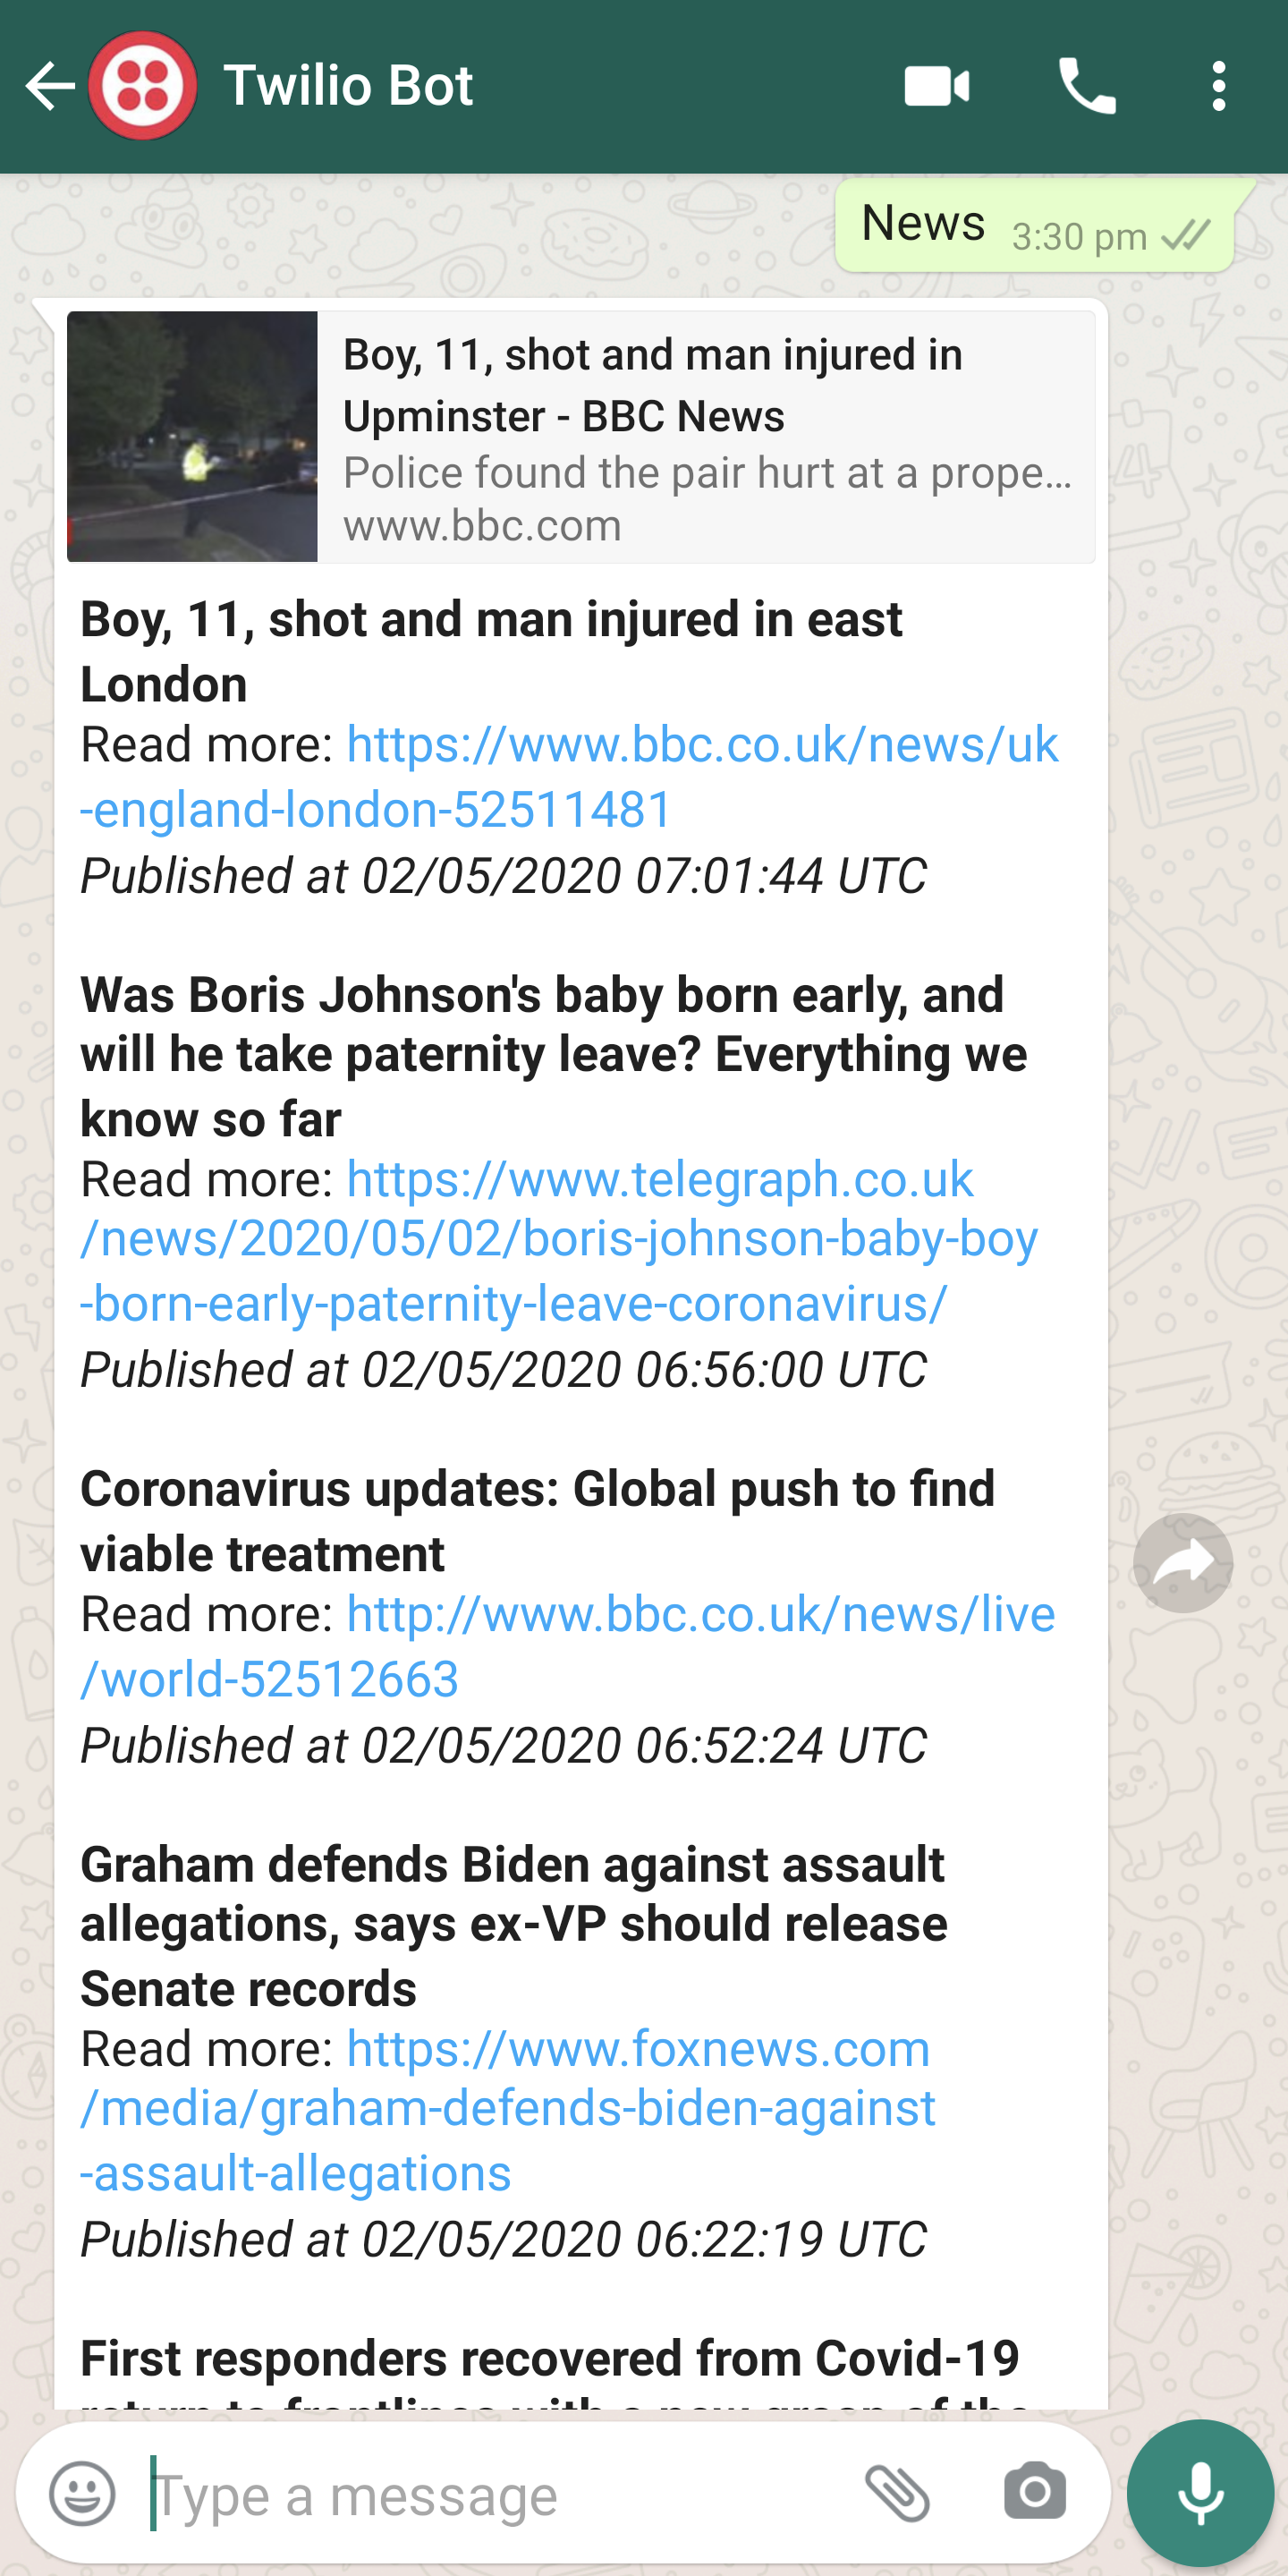 Twilio Bot
News 3:30 pm
Boy, 11, shot and man injured in
Upminster - BBC News
Police found the pair hurt at a prope...
www.bbc.com
Boy, 11, shot and man injured in east
London
Read more: https://www.bbc.co.uk/news/uk
-england-london-52511481
Published at 02/05/2020 07:01:44 UTC
Was Boris Johnson's baby born early, and
will he take paternity leave? Everything we
know so far
Read more: https://www.telegraph.co.uk
/news/2020/05/02/boris-johnson-baby-boy
-born-early-paternity-leave-coronavirus/
Published at 02/05/2020 06:56:00 UTC
Coronavirus updates: Global push to find
viable treatment
Read more: http://www.bbc.co.uk/news/live
/world-52512663
Published at 02/05/2020 06:52:24 UTC
Graham defends Biden against assault
allegations, says ex-VP should release
Senate records
Read more: https://www.foxnews.com
/media/graham-defends-biden-against
-assault-allegations
Published at 02/05/2020 06:22:19 UTC
First responders recovered from Covid-19
return to frontlines with a new grasp of the
Type a message